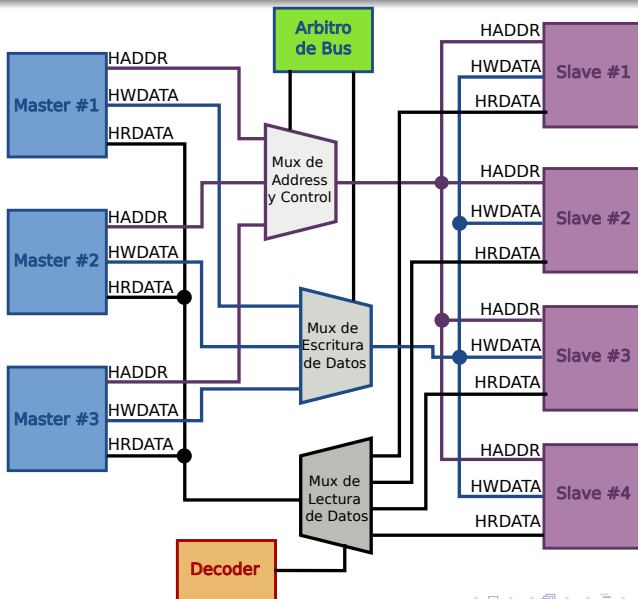 Arbitro
de Bus
HADDR
Master #1
HWDATA
HRDATA
HADDR
Master #2
HWDATA
HRDATA
HADDR
Master #3
HWDATA
HRDATA
Mux de
Address
y Control
Mux de
Escritura
de Datos
Mux de
Lectura
de Datos
Decoder
HADDR
HWDATA
Slave #1
HRDATA
HADDR
HWDATA
Slave #2
HRDATA
HADDR
HWDATA
Slave #3
HRDATA
HADDR
HWDATA
Slave #4
HRDATA